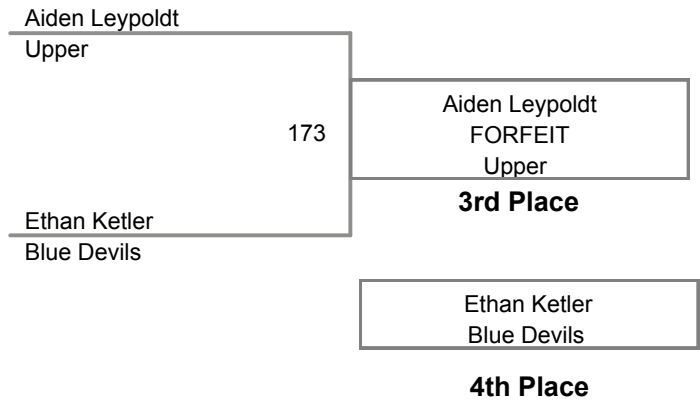 Aiden Leypoldt
Upper
173
Aiden Leypoldt
FORFEIT
Upper
3rd Place
Ethan Ketler
Blue Devils
Ethan Ketler
Blue Devils
4th Place